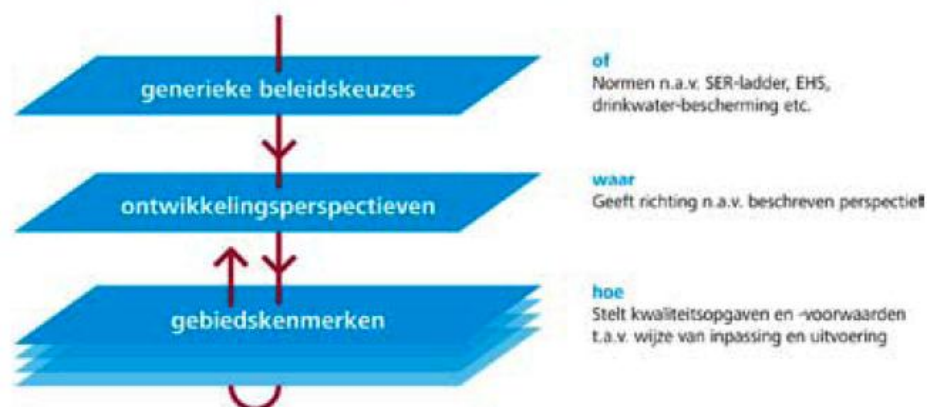 generieke beleidskeuzes
of
Normen n.a.v. SER-ladder, EHS,
drinkwater-bescherming etc.
ontwikkelingsperspectieven
waar
Geeft richting n.a.v. beschreven perspectief
gebiedskenmerken
hoe
Stelt kwaliteitsopgaven en -voorwaarden
t.a.v. wijze van inpassing en uitvoering